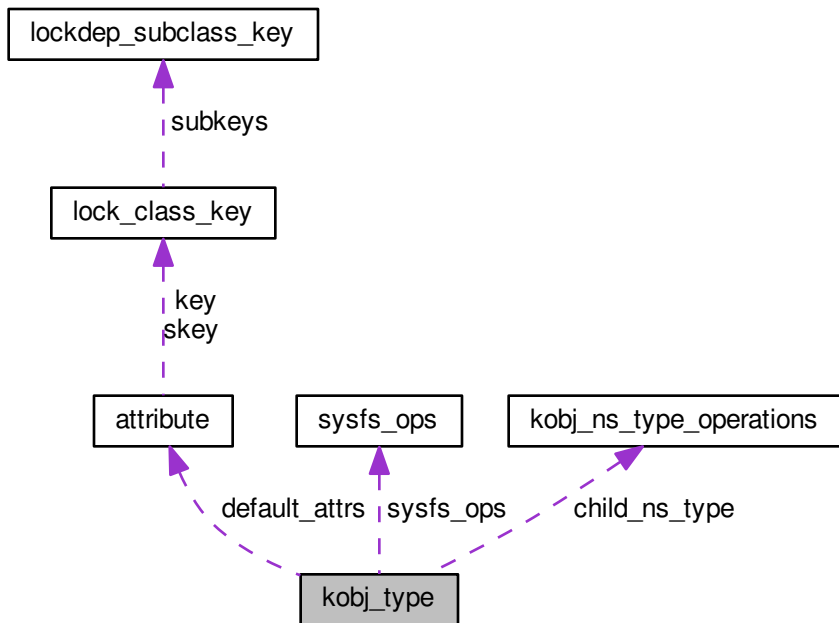 lockdep_subclass_key
subkeys
lock_class_key
key
skey
attribute
sysfs_ops
kobj_ns_type_operations
default_attrs
sysfs_ops
child_ns_type
kobj_type